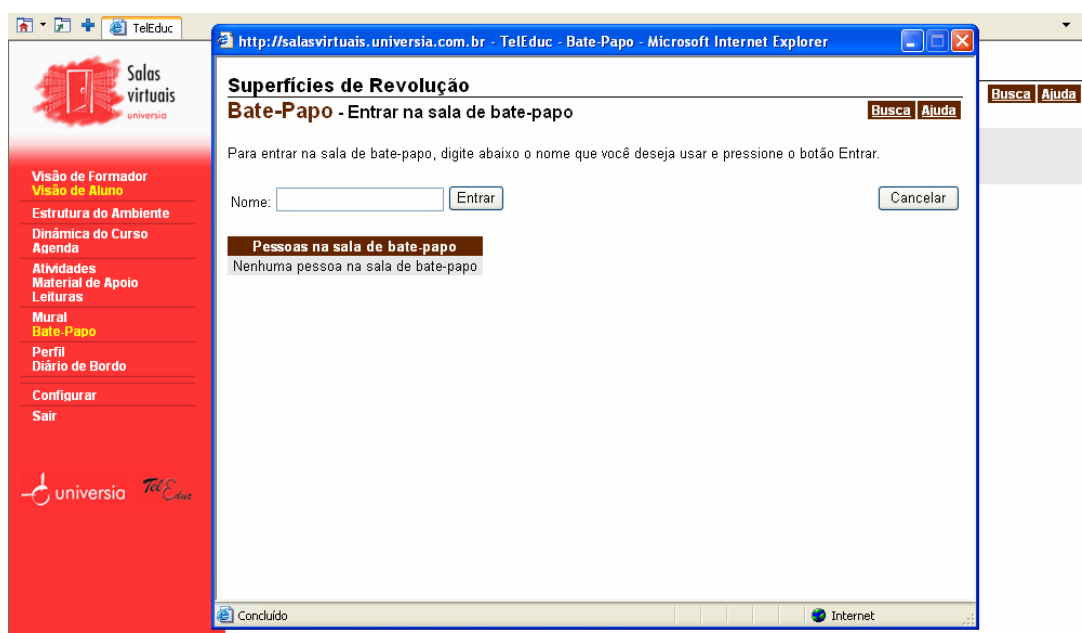 TelEduc
Salas
virtuais
universia
Visão de Formador
Visão de Aluno
Estrutura do Ambiente
Dinâmica do Curso
Agenda
Atividades
Material de Apoio
Leituras
Mural
Bate-Papo
Perfil
Diário de Bordo
Configurar
Sair
universia TelEduc
http://salasvirtuais.universia.com.br - TelEduc - Bate-Papo - Microsoft Internet Explorer
Superfícies de Revolução
Bate-Papo - Entrar na sala de bate-papo
Busca Ajuda
Para entrar na sala de bate-papo, digite abaixo o nome que você deseja usar e pressione o botão Entrar.
Nome: Entrar Cancelar
Pessoas na sala de bate-papo
Nenhuma pessoa na sala de bate-papo
Concluído Internet
Busca Ajuda